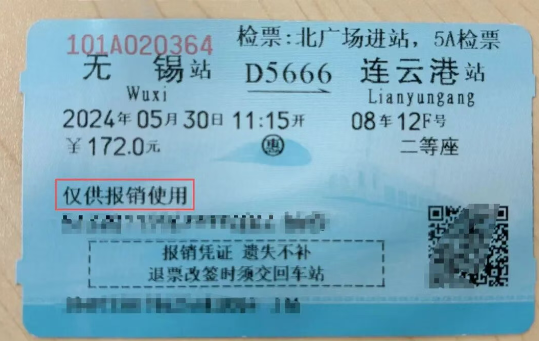 101A020364 检票:北广场进站，5A检票
无 锡站 D5666 连云港站
Wuxi Lianyungang
2024年05月30日11:15开 08车12F号
￥172.0元 惠 二等座
仅供报销使用
报销凭证 遗失不补
退票改签时须交回车站